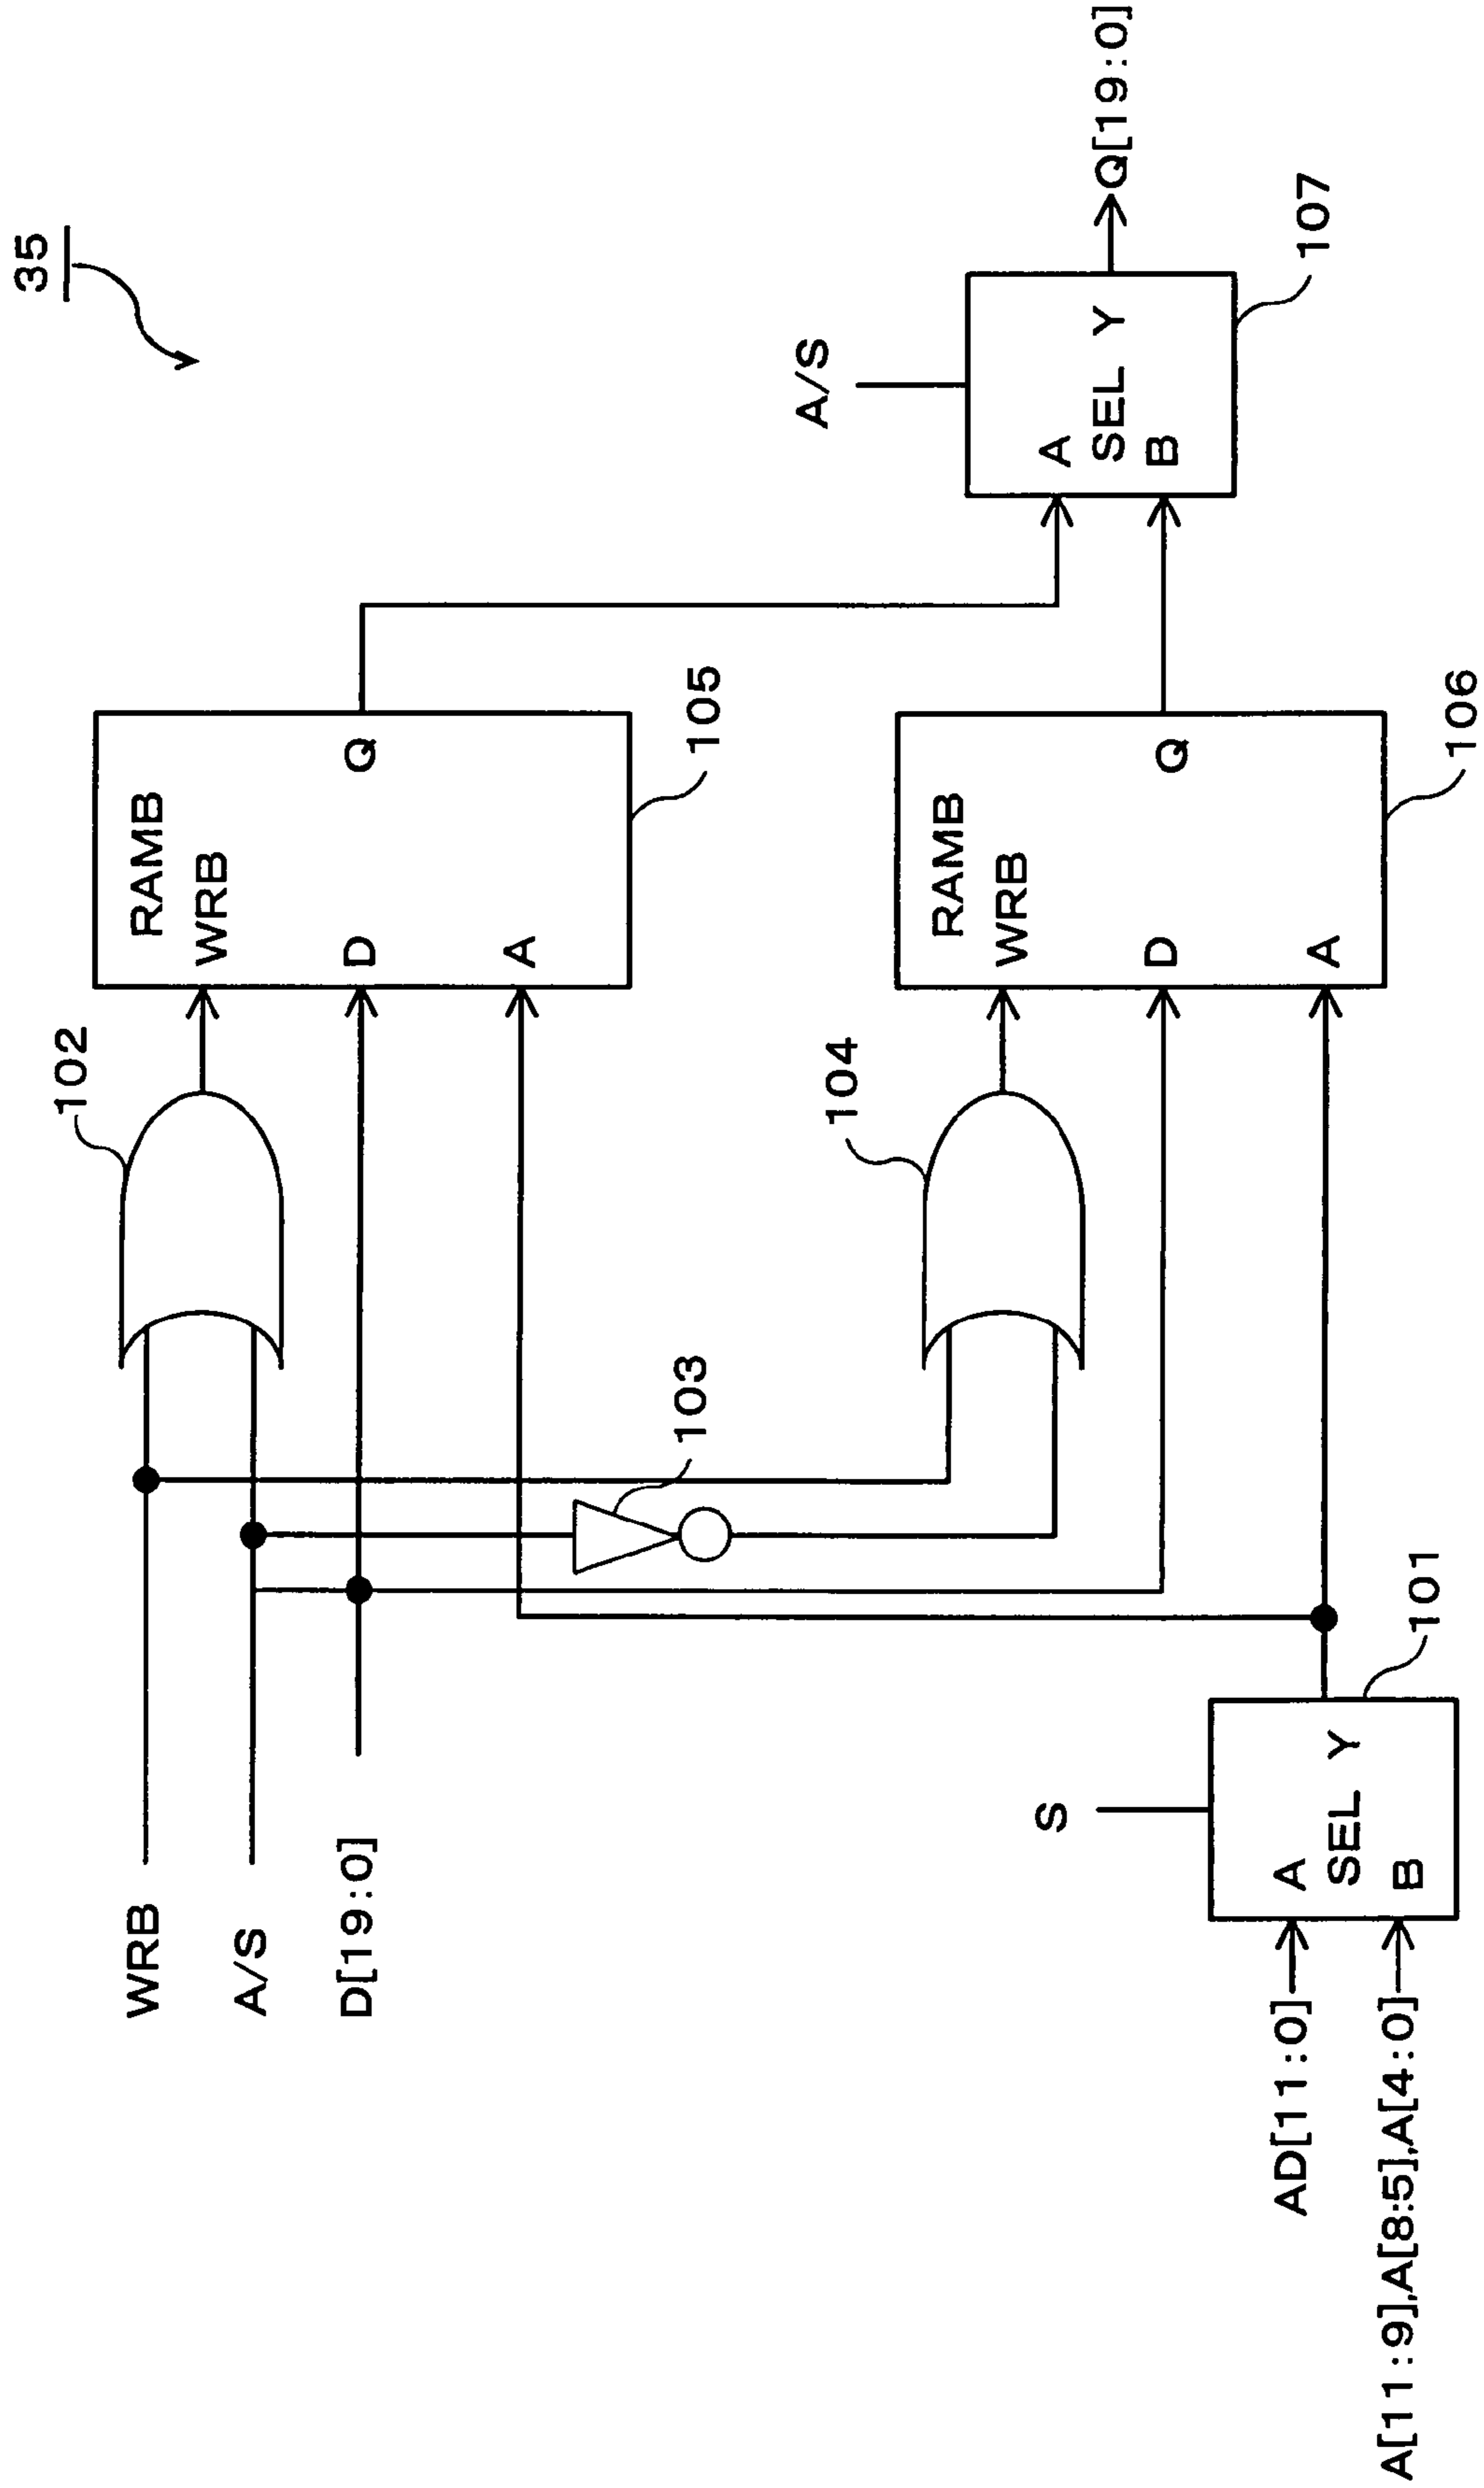 35
WRB
A/S
D[19:0]
102
103
104
RAMB
WRB
D
A
Q
105
RAMB
WRB
D
A
Q
106
S
A
SEL Y
B
101
AD[11:0]
A[11:9],A[8:5],A[4:0]
A/S
A
SEL Y
B
107
Q[19:0]